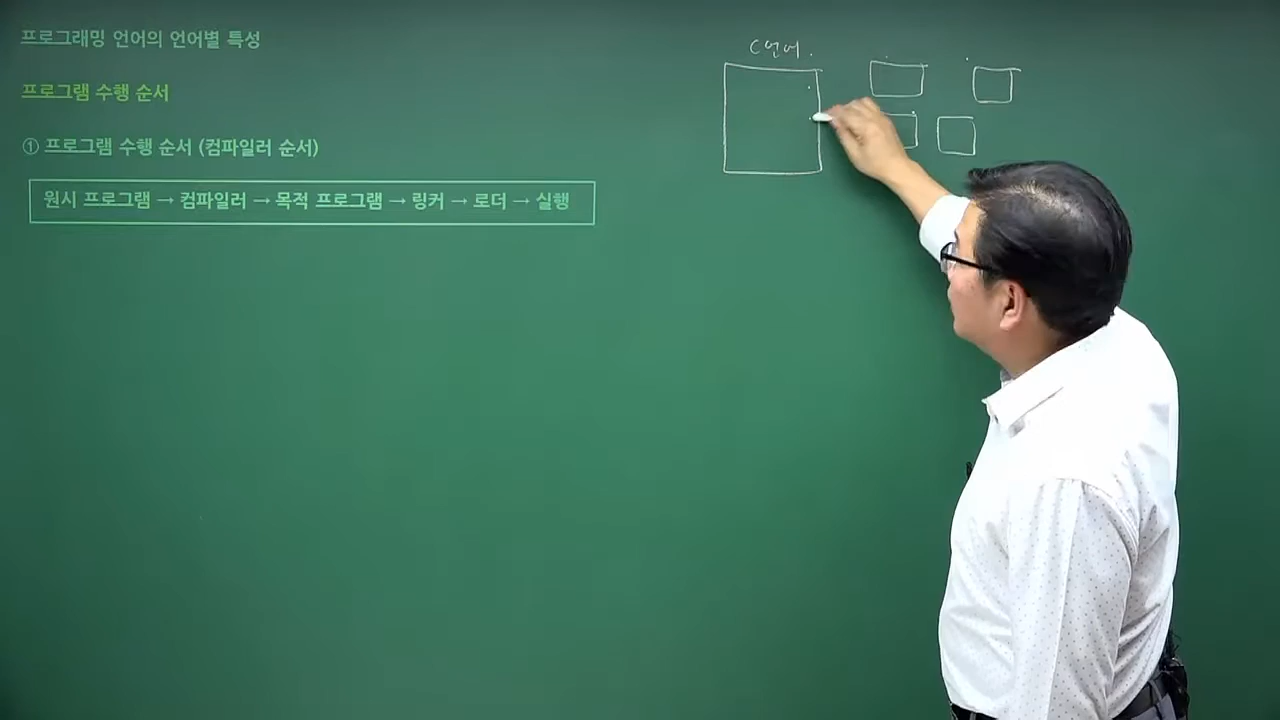 프로그래밍 언어의 언어별 특성
프로그램 수행 순서
① 프로그램 수행 순서 (컴파일러 순서)
원시 프로그램 → 컴파일러 → 목적 프로그램 → 링커 → 로더 → 실행
C언어.